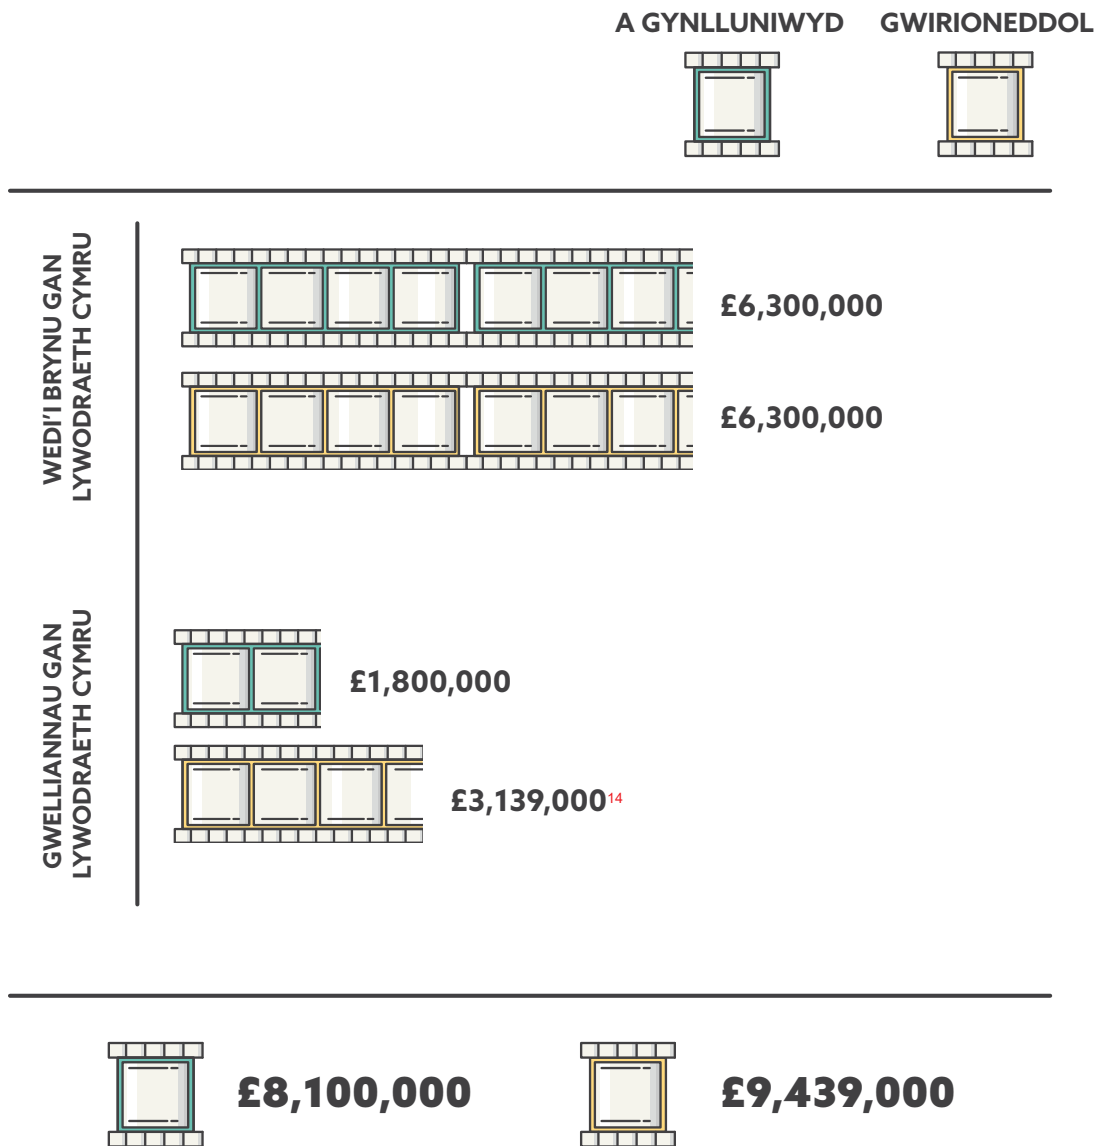 A GYNLLUNIWYD GWIRIONEDDOL
WEDI'I BRYNU GAN
LYWODRAETH CYMRU
£6,300,000
£6,300,000
GWELLIANNAU GAN
LYWODRAETH CYMRU
£1,800,000
£3,139,000¹⁴
£8,100,000 £9,439,000